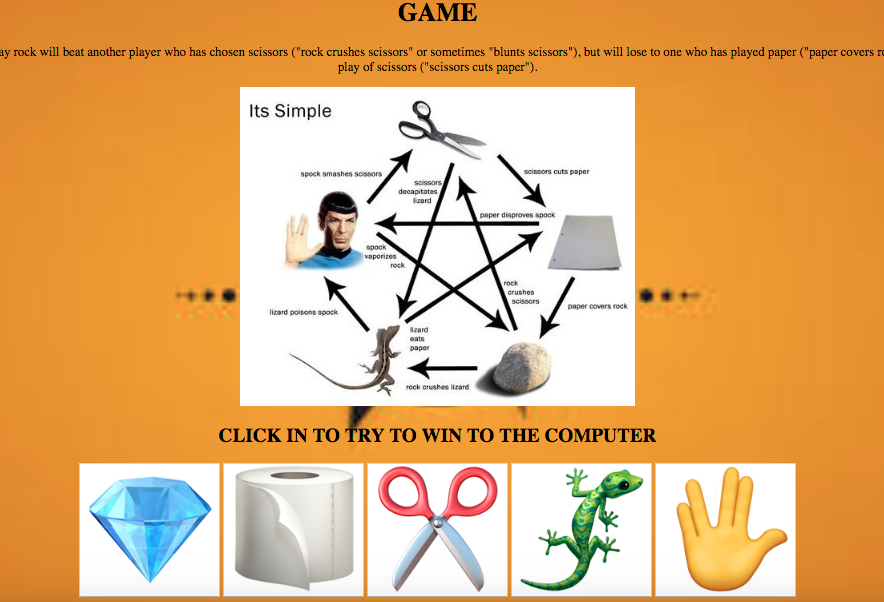 GAME
ay rock will beat another player who has chosen scissors ("rock crushes scissors" or sometimes "blunts scissors"), but will lose to one who has played paper ("paper covers
play of scissors ("scissors cuts paper").
Its Simple
spock smashes scissors
scissors
decapitates
lizard
scissors cuts paper
paper disproves spock
spock
vaporizes
rock
rock
crushes
scissors
lizard poisons spock
paper covers rock
lizard
eats
paper
rock crushes lizard
CLICK IN TO TRY TO WIN TO THE COMPUTER